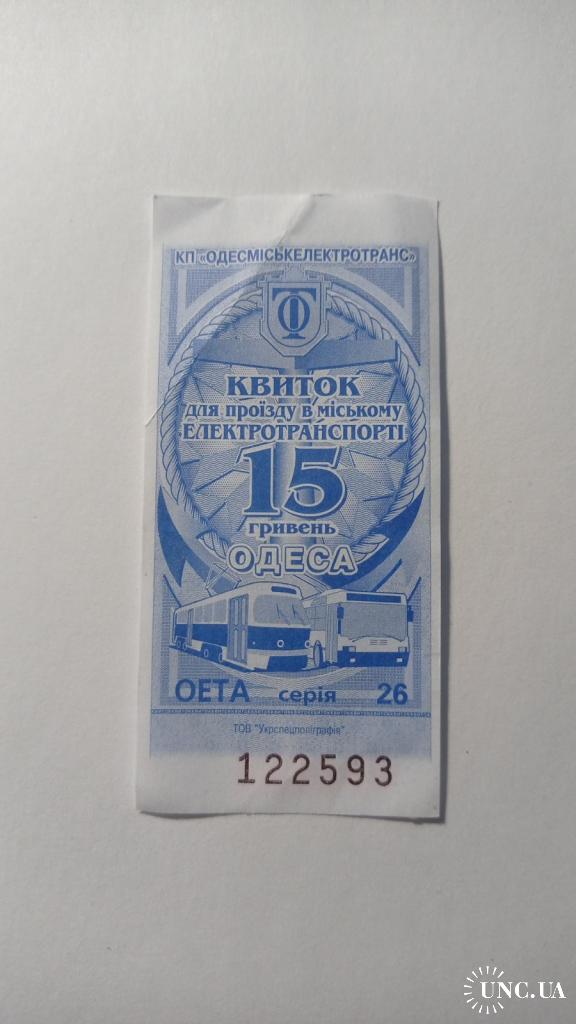 КП «ОДЕСМІСЬКЕЛЕКТРОТРАНС»
КВИТОК
для проїзду в міському
ЕЛЕКТРОТРАНСПОРТІ
15
гривень
ОДЕСА
ОЕТА серія 26
ТОВ "Укрспецполіграфія"
122593
UNC.UA